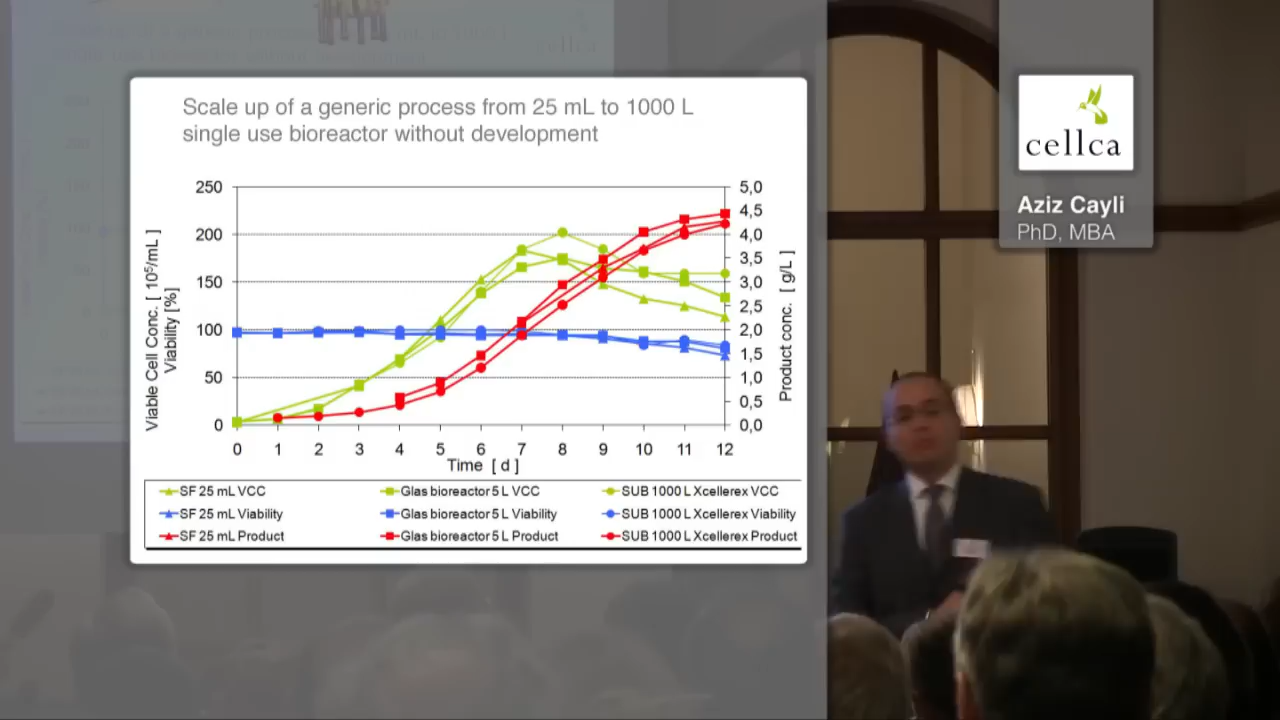 Scale up of a generic process from 25 mL to 1000 L
single use bioreactor without development
250
200
150
100
50
0
Viable Cell Conc. [ 10⁵/mL ]
Viability [%]
5,0
4,5
4,0
3,5
3,0
2,5
2,0
1,5
1,0
0,5
0,0
Product conc. [ g/L ]
0 1 2 3 4 5 6 7 8 9 10 11 12
Time [ d ]
SF 25 mL VCC Glas bioreactor 5 L VCC SUB 1000 L Xcellerex VCC
SF 25 mL Viability Glas bioreactor 5 L Viability SUB 1000 L Xcellerex Viability
SF 25 mL Product Glas bioreactor 5 L Product SUB 1000 L Xcellerex Product
cellca
Aziz Cayli
PhD, MBA